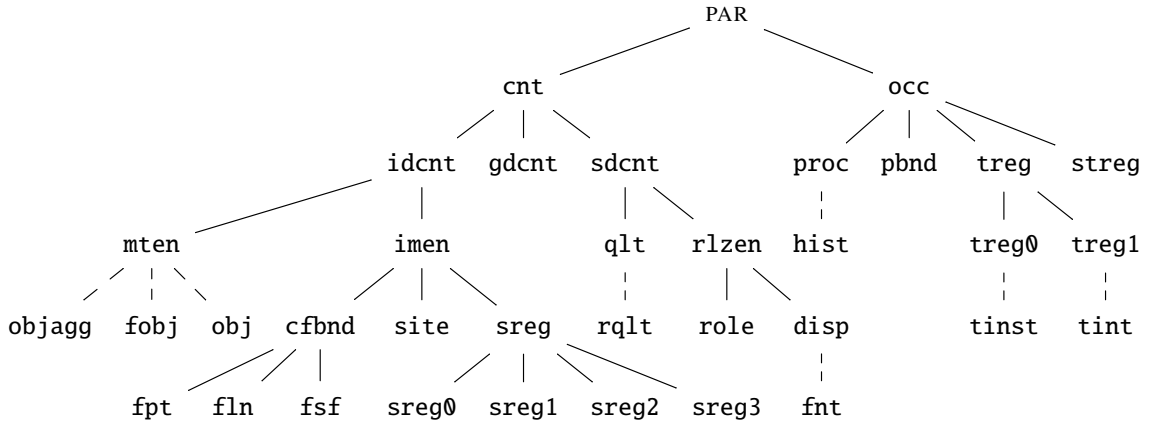 PAR
cnt occ
idcnt gdcnt sdcnt proc pbnd treg streg
mten imen qlt rlzen hist treg0 treg1
objagg fobj obj cfbnd site sreg rqlt role disp tinst tint
fpt fln fsf sreg0 sreg1 sreg2 sreg3 fnt